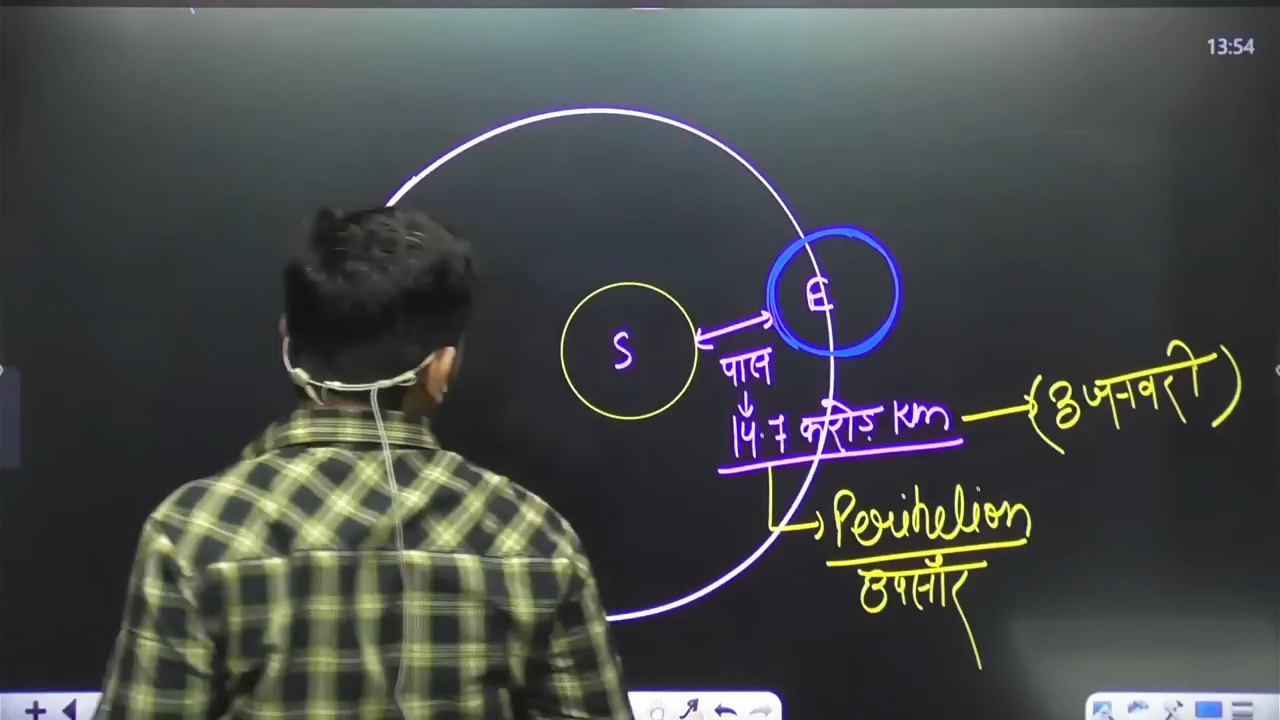 13:54
S
E
पास
14.7 करोड़ km
(3 जनवरी)
Perihelion
उपसौर